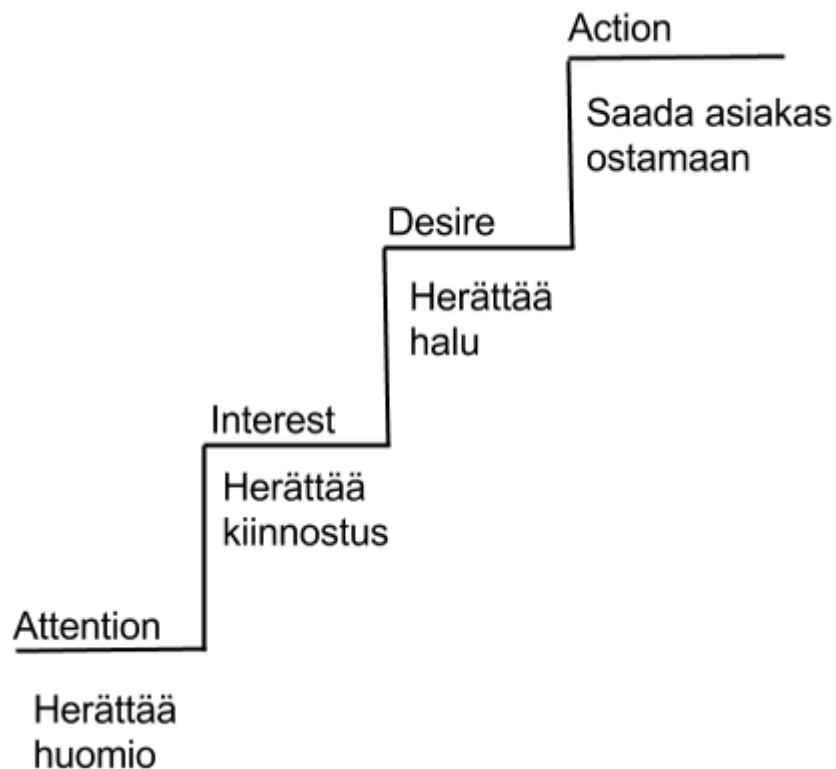 Action
Saada asiakas
ostamaan
Desire
Herättää
halu
Interest
Herättää
kiinnostus
Attention
Herättää
huomio